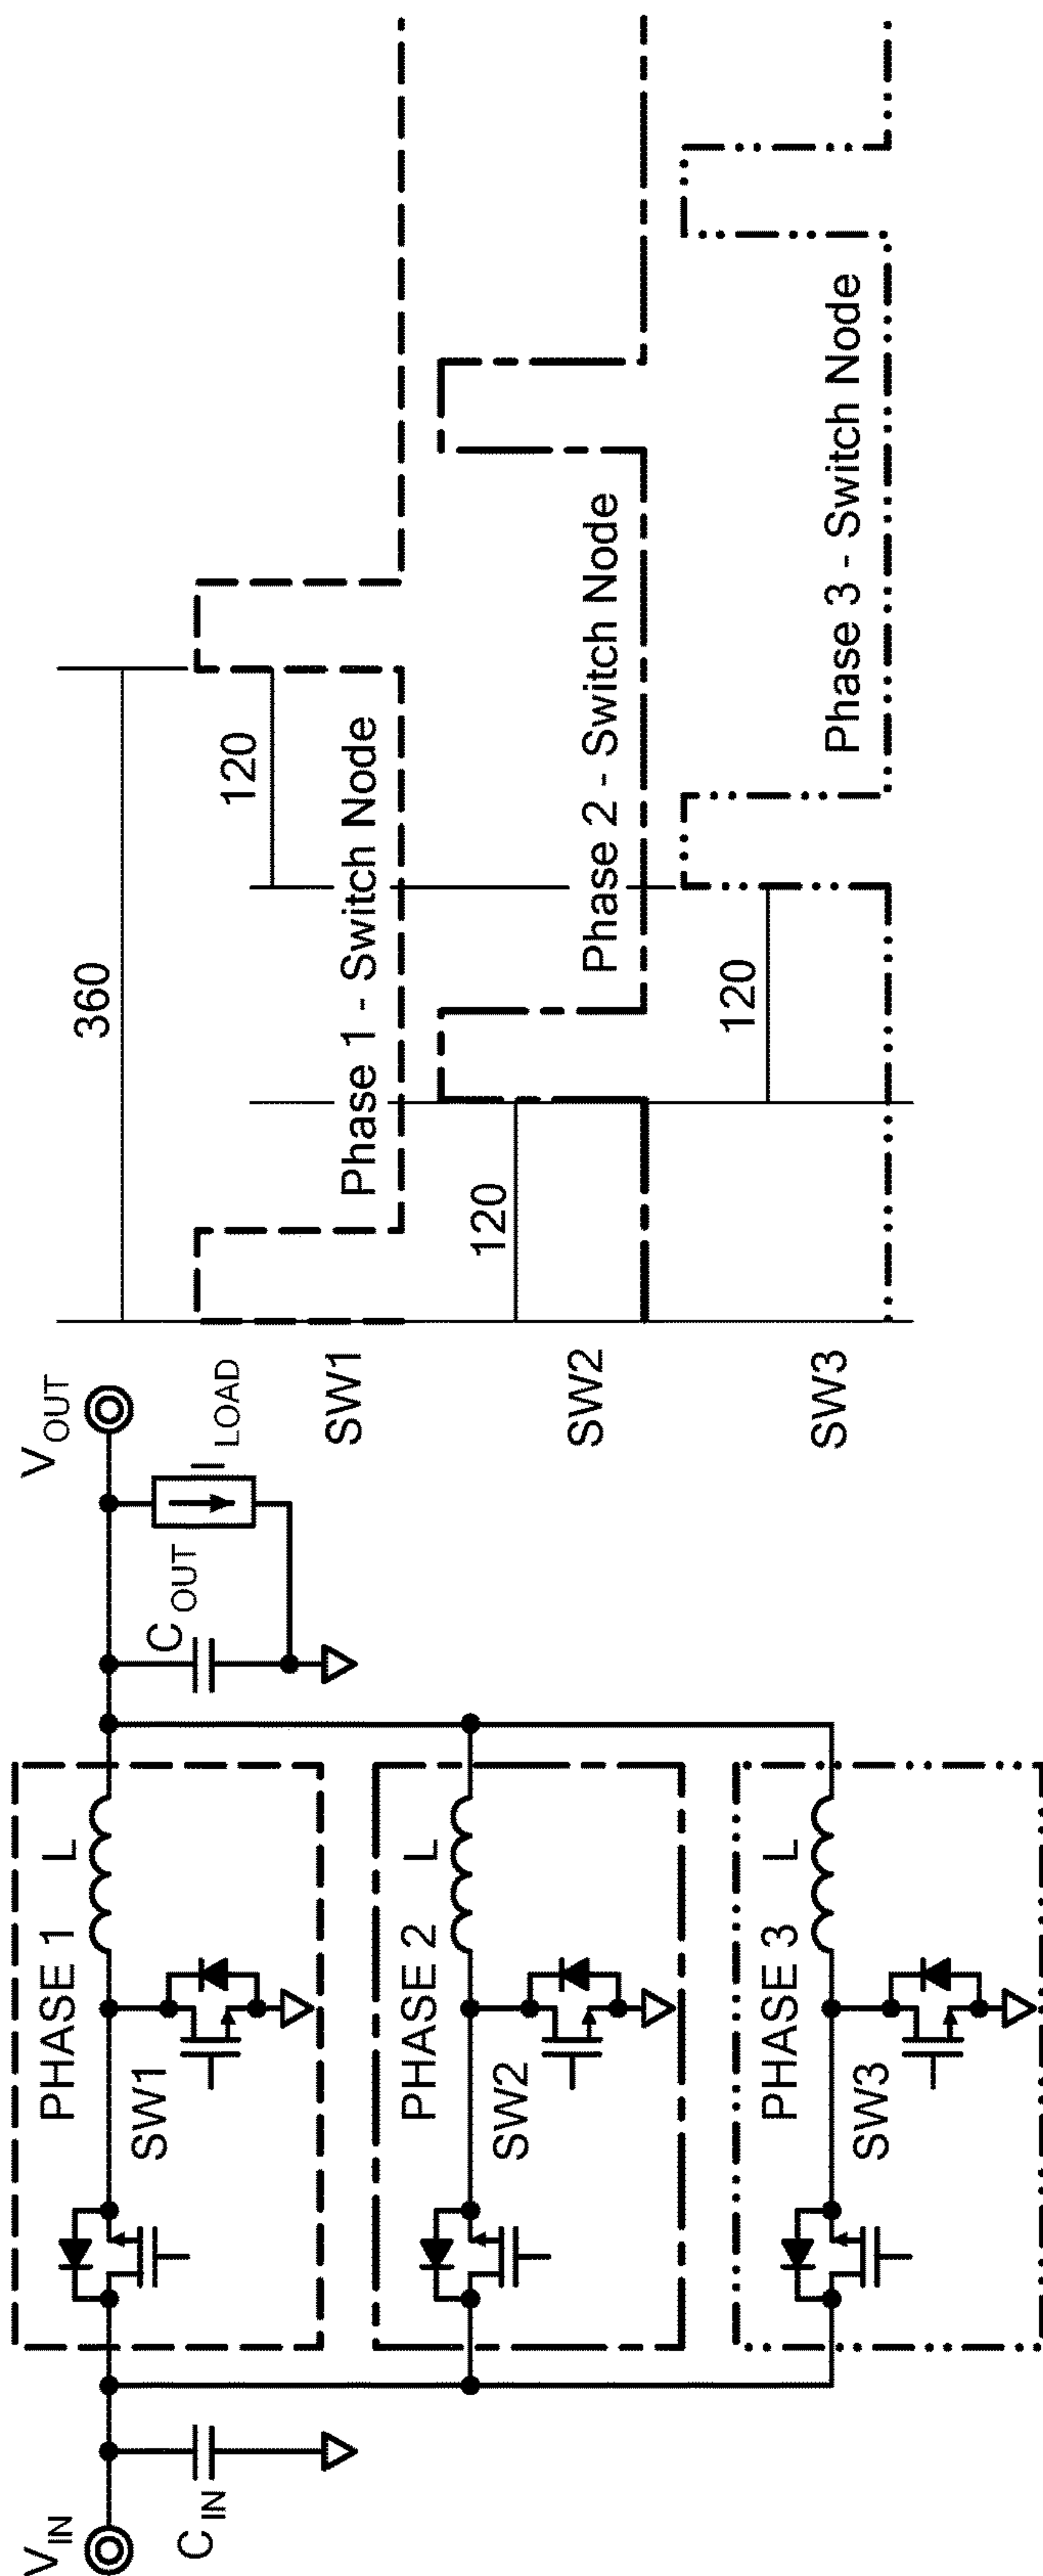 V_IN
C_IN
PHASE 1 L
SW1
PHASE 2 L
SW2
PHASE 3 L
SW3
V_OUT
C_OUT
I_LOAD
360
120
Phase 1 - Switch Node
SW1
120
Phase 2 - Switch Node
SW2
120
Phase 3 - Switch Node
SW3